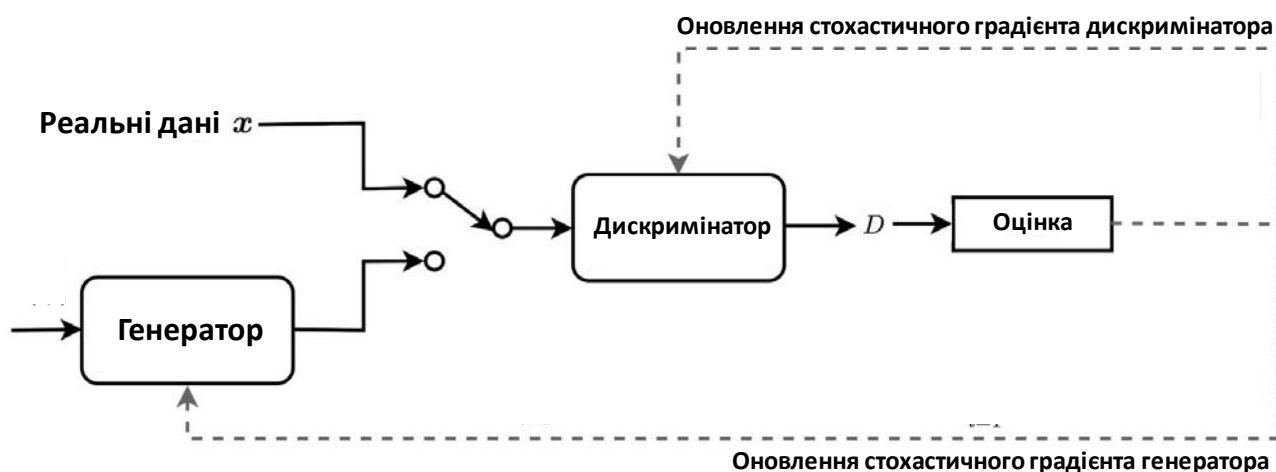 Оновлення стохастичного градієнта дискримінатора
Реальні дані x
Дискримінатор
D
Оцінка
Генератор
Оновлення стохастичного градієнта генератора